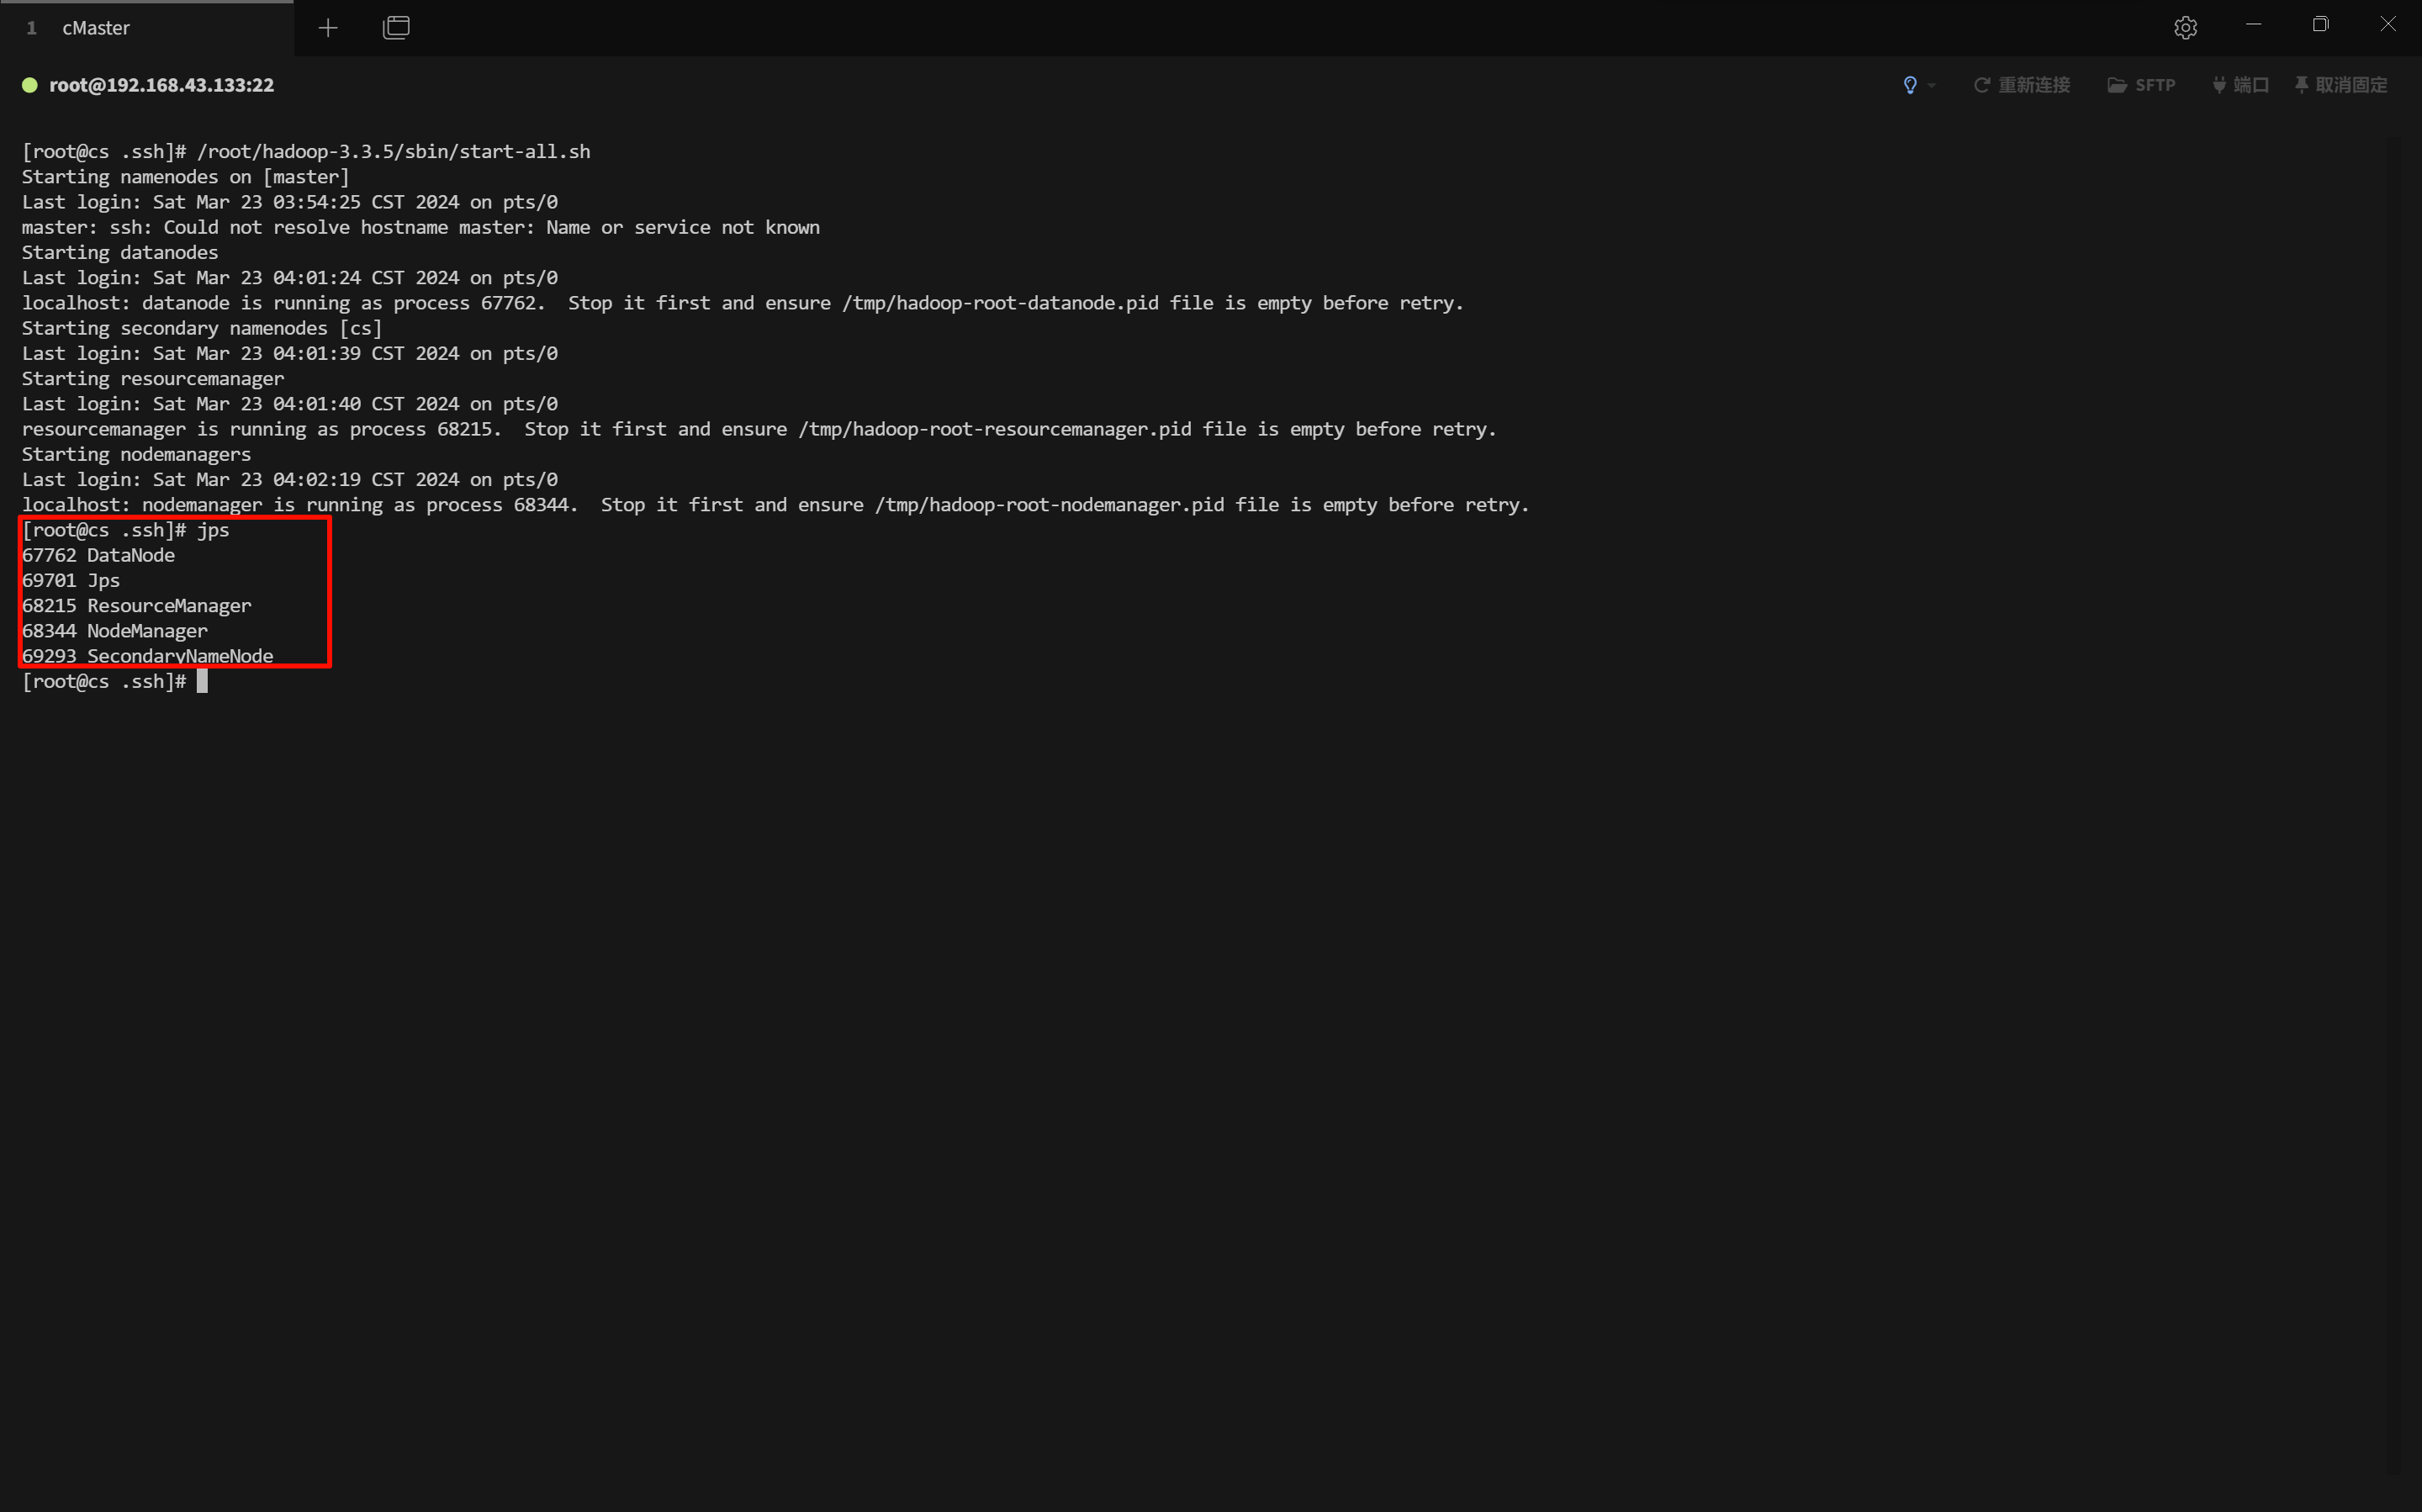 1 cMaster
root@192.168.43.133:22
重新连接 SFTP 端口 取消固定
[root@cs .ssh]# /root/hadoop-3.3.5/sbin/start-all.sh
Starting namenodes on [master]
Last login: Sat Mar 23 03:54:25 CST 2024 on pts/0
master: ssh: Could not resolve hostname master: Name or service not known
Starting datanodes
Last login: Sat Mar 23 04:01:24 CST 2024 on pts/0
localhost: datanode is running as process 67762.  Stop it first and ensure /tmp/hadoop-root-datanode.pid file is empty before retry.
Starting secondary namenodes [cs]
Last login: Sat Mar 23 04:01:39 CST 2024 on pts/0
Starting resourcemanager
Last login: Sat Mar 23 04:01:40 CST 2024 on pts/0
resourcemanager is running as process 68215.  Stop it first and ensure /tmp/hadoop-root-resourcemanager.pid file is empty before retry.
Starting nodemanagers
Last login: Sat Mar 23 04:02:19 CST 2024 on pts/0
localhost: nodemanager is running as process 68344.  Stop it first and ensure /tmp/hadoop-root-nodemanager.pid file is empty before retry.
[root@cs .ssh]# jps
67762 DataNode
69701 Jps
68215 ResourceManager
68344 NodeManager
69293 SecondaryNameNode
[root@cs .ssh]#